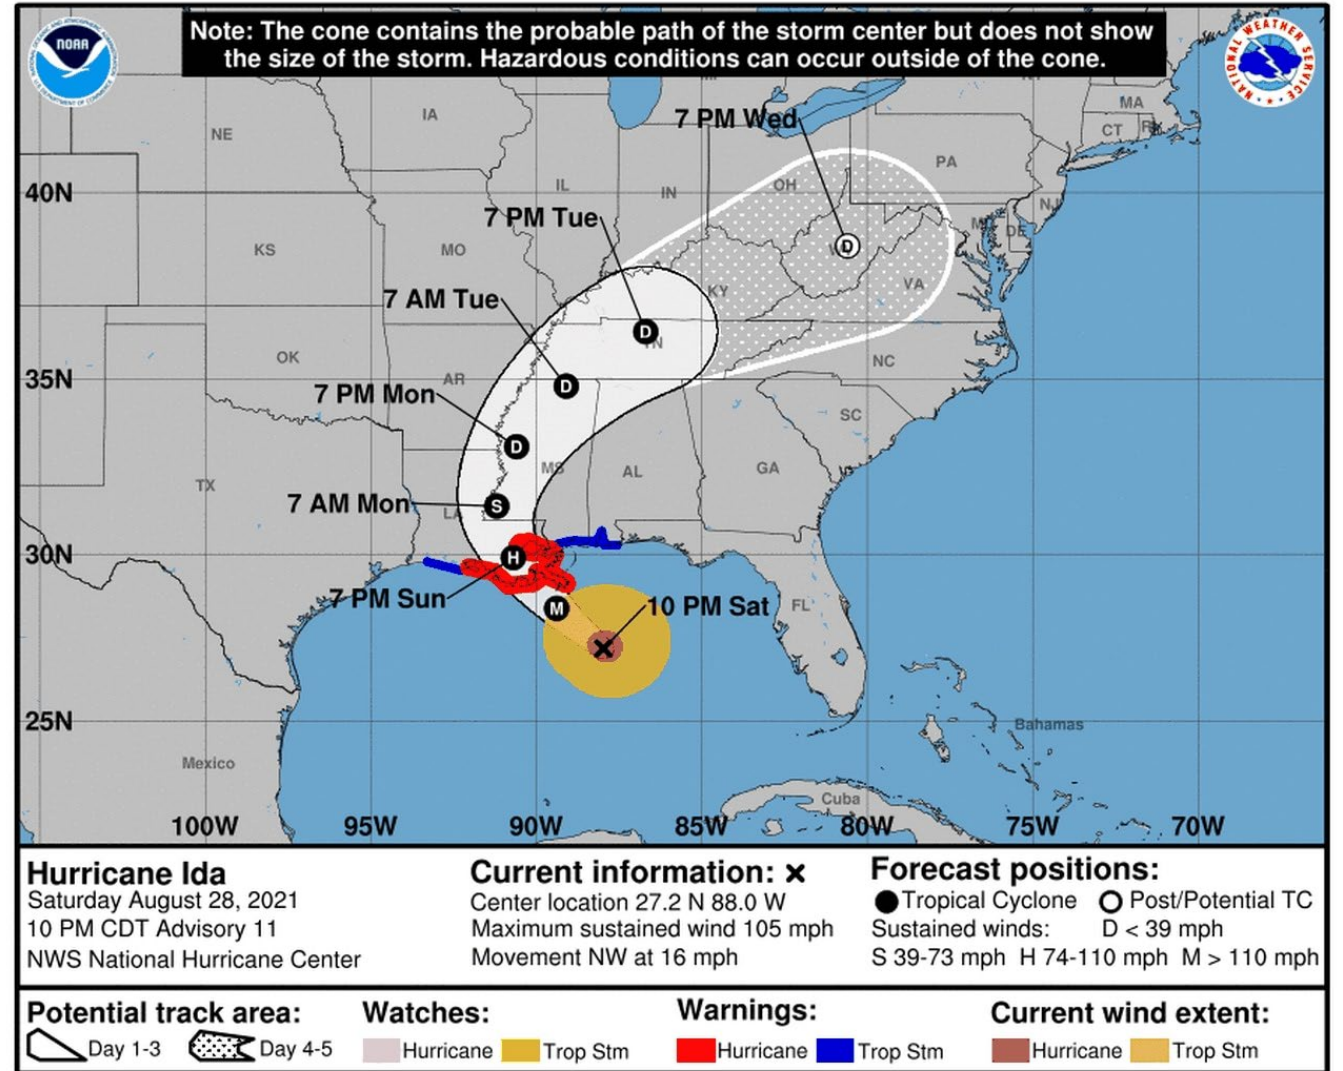 Note: The cone contains the probable path of the storm center but does not show
the size of the storm. Hazardous conditions can occur outside of the cone.
NOAA
NATIONAL WEATHER SERVICE
7 PM Wed
MA
CT
IA
NE
PA
40N
IL
IN
OH
NJ
7 PM Tue
DE
KS
MO
D
7 AM Tue
KY
VA
D
TN
OK
NC
35N
AR
D
7 PM Mon
SC
D
MS
AL
GA
TX
7 AM Mon
S
LA
30N
H
7 PM Sun
M
10 PM Sat
FL
25N
Bahamas
Mexico
Cuba
100W 95W 90W 85W 80W 75W 70W
Hurricane Ida
Saturday August 28, 2021
10 PM CDT Advisory 11
NWS National Hurricane Center
Current information: x
Center location 27.2 N 88.0 W
Maximum sustained wind 105 mph
Movement NW at 16 mph
Forecast positions:
Tropical Cyclone Post/Potential TC
Sustained winds: D < 39 mph
S 39-73 mph H 74-110 mph M > 110 mph
Potential track area:
Day 1-3 Day 4-5
Watches:
Hurricane Trop Stm
Warnings:
Hurricane Trop Stm
Current wind extent:
Hurricane Trop Stm